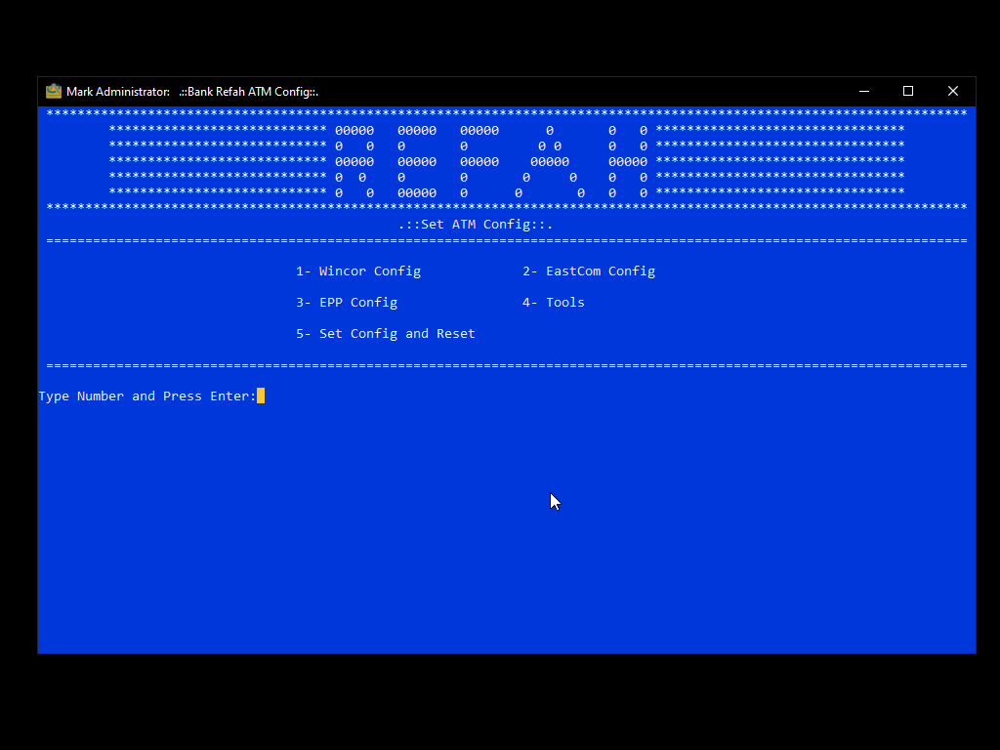 Mark Administrator:   .::Bank Refah ATM Config::.
**********************************************************************************************************************
**************************** 00000   00000   00000      0       0   0 ********************************
**************************** 0   0   0       0         0 0      0   0 ********************************
**************************** 00000   00000   00000    00000     00000 ********************************
**************************** 0  0    0       0       0     0    0   0 ********************************
**************************** 0   0   00000   0      0       0   0   0 ********************************
**********************************************************************************************************************
.::Set ATM Config::.
======================================================================================================================
1- Wincor Config             2- EastCom Config
3- EPP Config                4- Tools
5- Set Config and Reset
======================================================================================================================
Type Number and Press Enter: